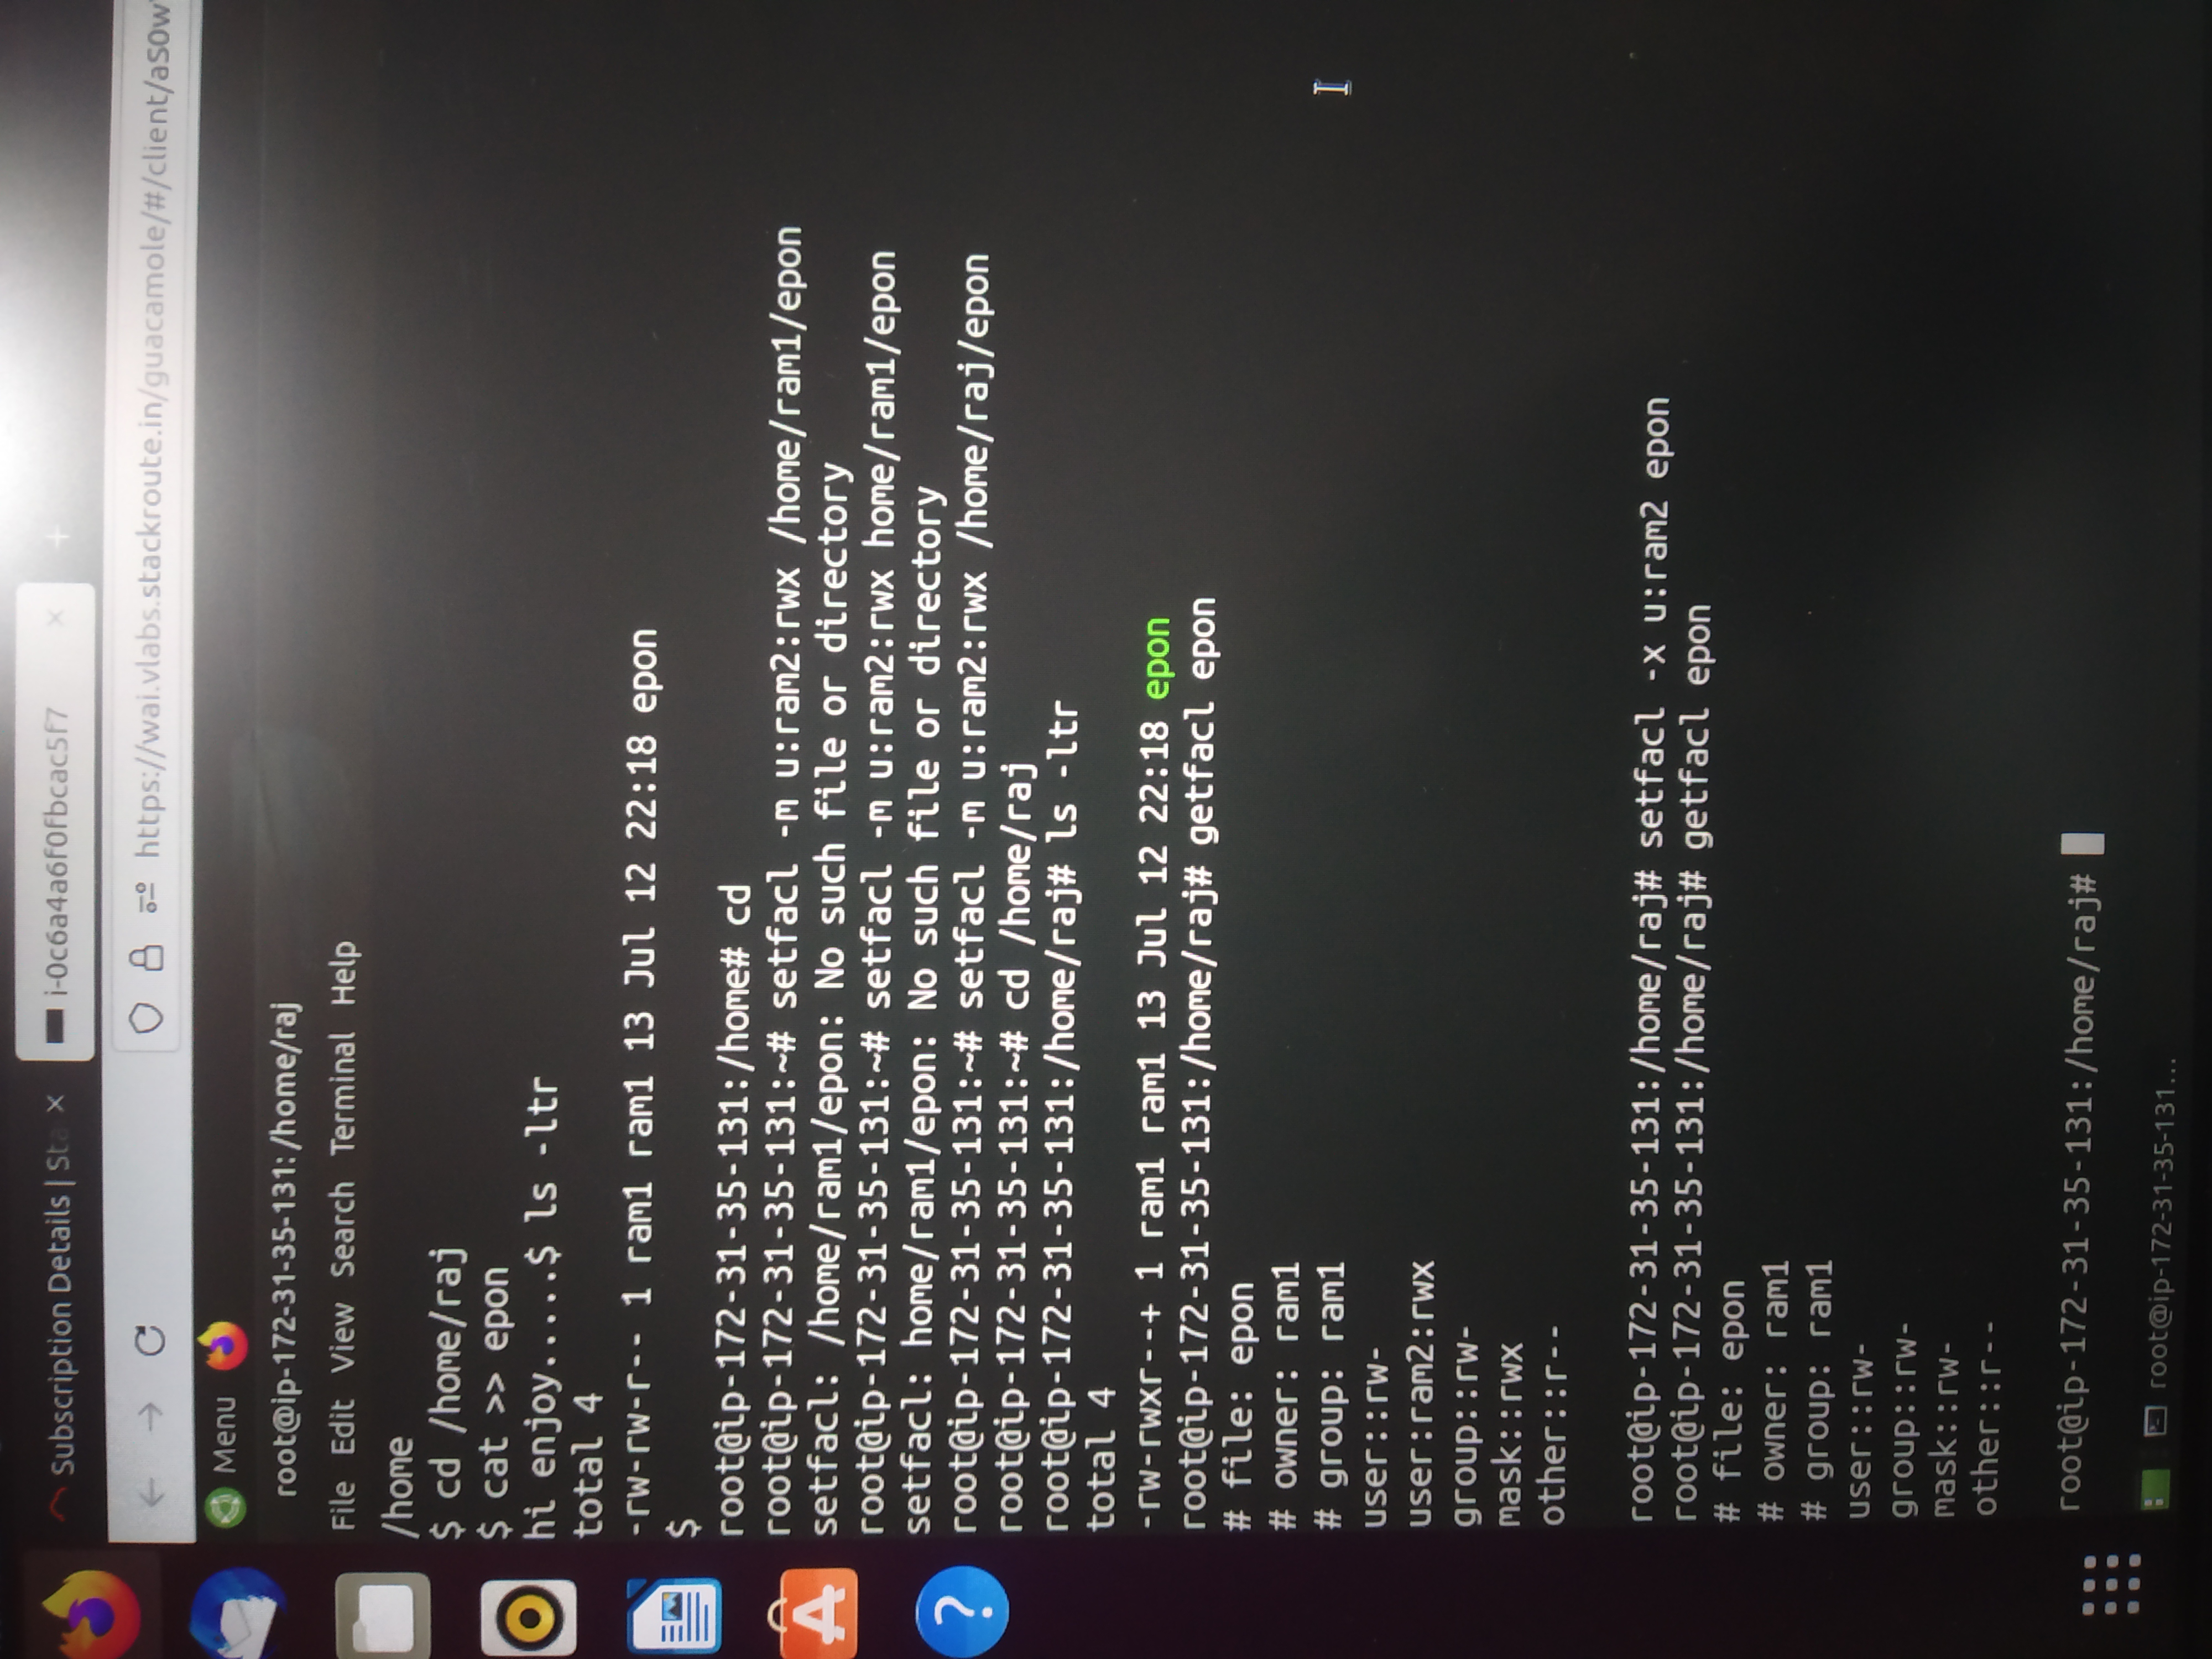 Subscription Details | Sta
i-0c6a4a6f0fbcac5f7
https://wai.vlabs.stackroute.in/guacamole/#/client/aS0w
Menu
root@ip-172-31-35-131: /home/raj
File Edit View Search Terminal Help
/home
$ cd /home/raj
$ cat >> epon
hi enjoy.....$ ls -ltr
total 4
-rw-rw-r-- 1 ram1 ram1 13 Jul 12 22:18 epon
$
root@ip-172-31-35-131:/home# cd
root@ip-172-31-35-131:~# setfacl -m u:ram2:rwx /home/ram1/epon
setfacl: /home/ram1/epon: No such file or directory
root@ip-172-31-35-131:~# setfacl -m u:ram2:rwx home/ram1/epon
setfacl: home/ram1/epon: No such file or directory
root@ip-172-31-35-131:~# setfacl -m u:ram2:rwx /home/raj/epon
root@ip-172-31-35-131:~# cd /home/raj
root@ip-172-31-35-131:/home/raj# ls -ltr
total 4
-rw-rwxr--+ 1 ram1 ram1 13 Jul 12 22:18 epon
root@ip-172-31-35-131:/home/raj# getfacl epon
# file: epon
# owner: ram1
# group: ram1
user::rw-
user:ram2:rwx
group::rw-
mask::rwx
other::r--
root@ip-172-31-35-131:/home/raj# setfacl -x u:ram2 epon
root@ip-172-31-35-131:/home/raj# getfacl epon
# file: epon
# owner: ram1
# group: ram1
user::rw-
group::rw-
mask::rw-
other::r--
root@ip-172-31-35-131:/home/raj#
root@ip-172-31-35-131...